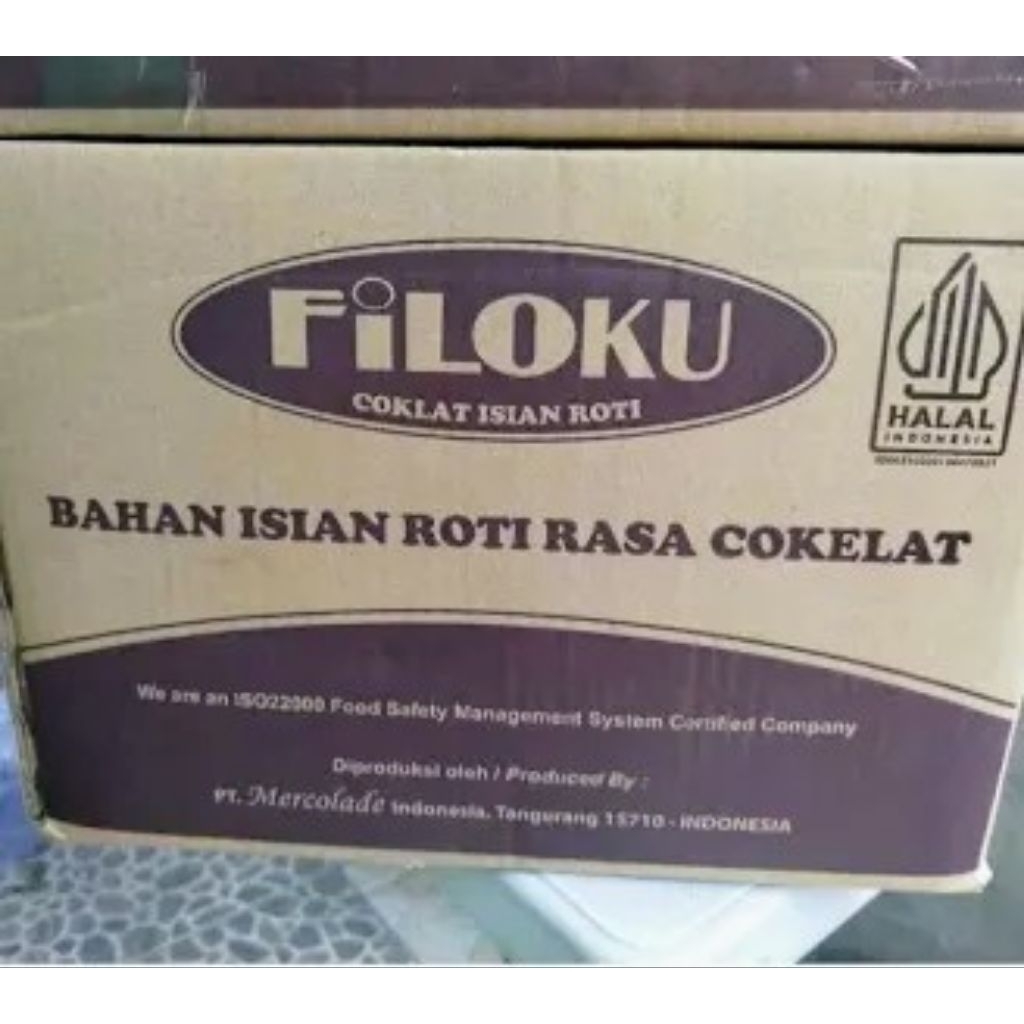 FiLOKU
COKLAT ISIAN ROTI
HALAL
INDONESIA
BAHAN ISIAN ROTI RASA COKELAT
We are an ISO22000 Food Safety Management System Certified Company
Diproduksi oleh / Produced By :
PT. Mercolade Indonesia. Tangerang 15710 - INDONESIA